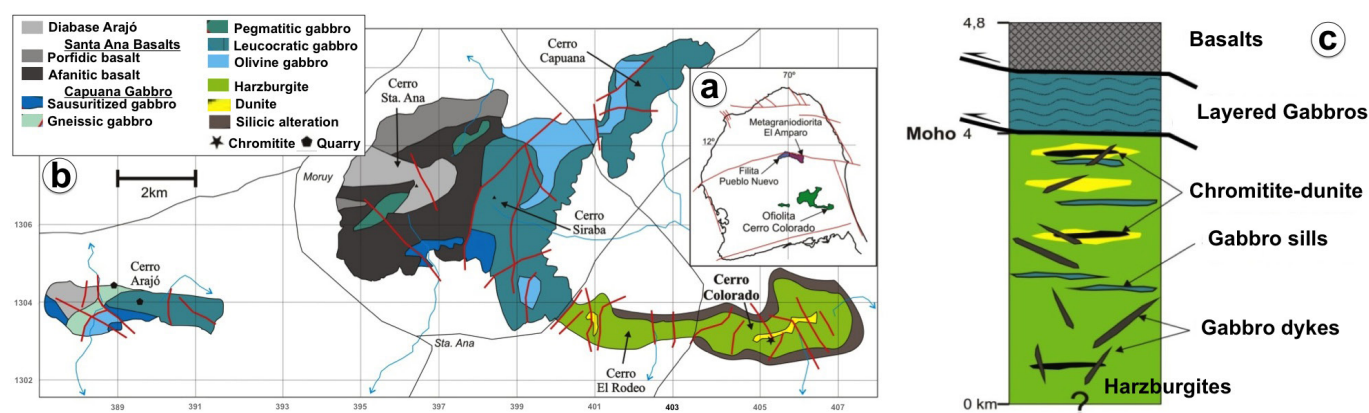 Diabase Arajó
Santa Ana Basalts
Porfidic basalt
Afanitic basalt
Capuana Gabbro
Sausuritized gabbro
Gneissic gabbro
Pegmatitic gabbro
Leucocratic gabbro
Olivine gabbro
Harzburgite
Dunite
Silicic alteration
Chromitite
Quarry
b
2km
Moruy
1306
1304
1302
Cerro
Arajó
Cerro
Sta. Ana
Cerro
Capuana
Cerro
Siraba
Cerro
Colorado
Cerro
El Rodeo
Sta. Ana
389
391
393
395
397
399
401
403
405
407
a
70º
12º
Metagraniodiorita
El Amparo
Filita
Pueblo Nuevo
Ofiolita
Cerro Colorado
c
4,8
Basalts
Layered Gabbros
Moho
4
Chromitite-dunite
Gabbro sills
Gabbro dykes
Harzburgites
?
0 km